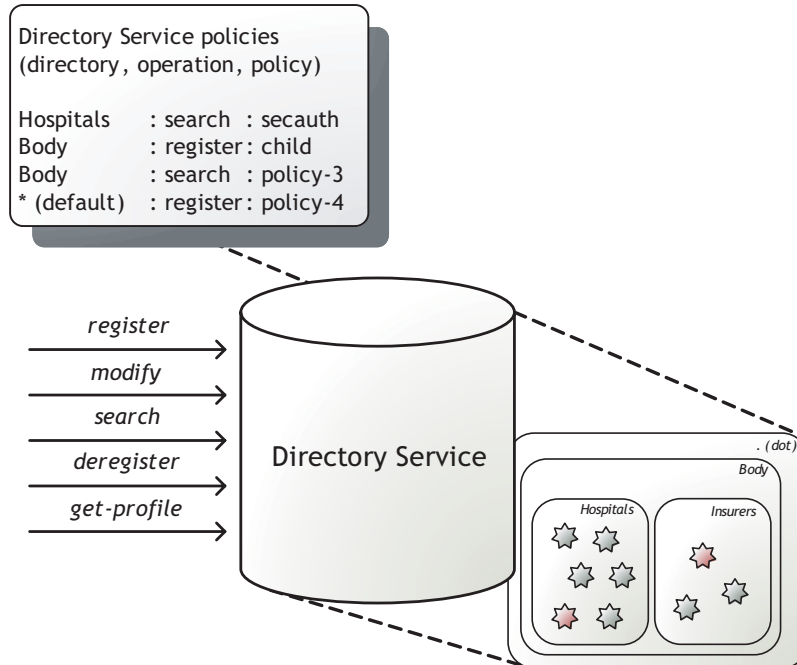 Directory Service policies
(directory, operation, policy)
Hospitals : search : secauth
Body : register : child
Body : search : policy-3
* (default) : register : policy-4
register
modify
search
deregister
get-profile
Directory Service
. (dot)
Body
Hospitals
Insurers